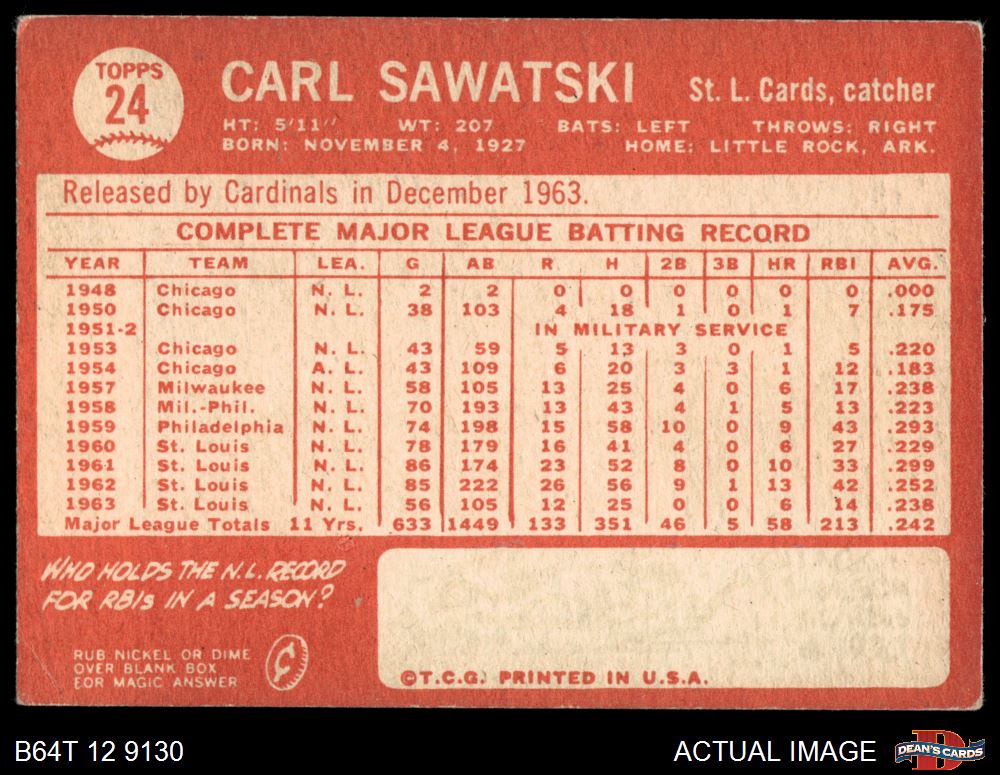 TOPPS
24
CARL SAWATSKI St. L. Cards, catcher
HT: 5'11" WT: 207 BATS: LEFT THROWS: RIGHT
BORN: NOVEMBER 4, 1927 HOME: LITTLE ROCK, ARK.
Released by Cardinals in December 1963.
COMPLETE MAJOR LEAGUE BATTING RECORD
YEAR TEAM LEA. G AB R H 2B 3B HR RBI AVG.
1948 Chicago N. L. 2 2 0 0 0 0 0 0 .000
1950 Chicago N. L. 38 103 4 18 1 0 1 7 .175
1951-2 IN MILITARY SERVICE
1953 Chicago N. L. 43 59 5 13 3 0 1 5 .220
1954 Chicago A. L. 43 109 6 20 3 3 1 12 .183
1957 Milwaukee N. L. 58 105 13 25 4 0 6 17 .238
1958 Mil.-Phil. N. L. 70 193 13 43 4 1 5 13 .223
1959 Philadelphia N. L. 74 198 15 58 10 0 9 43 .293
1960 St. Louis N. L. 78 179 16 41 4 0 6 27 .229
1961 St. Louis N. L. 86 174 23 52 8 0 10 33 .299
1962 St. Louis N. L. 85 222 26 56 9 1 13 42 .252
1963 St. Louis N. L. 56 105 12 25 0 0 6 14 .238
Major League Totals 11 Yrs. 633 1449 133 351 46 5 58 213 .242
WHO HOLDS THE N.L. RECORD
FOR RBIs IN A SEASON?
RUB NICKEL OR DIME
OVER BLANK BOX
FOR MAGIC ANSWER
©T.C.G. PRINTED IN U.S.A.
B64T 12 9130 ACTUAL IMAGE DEAN'S CARDS